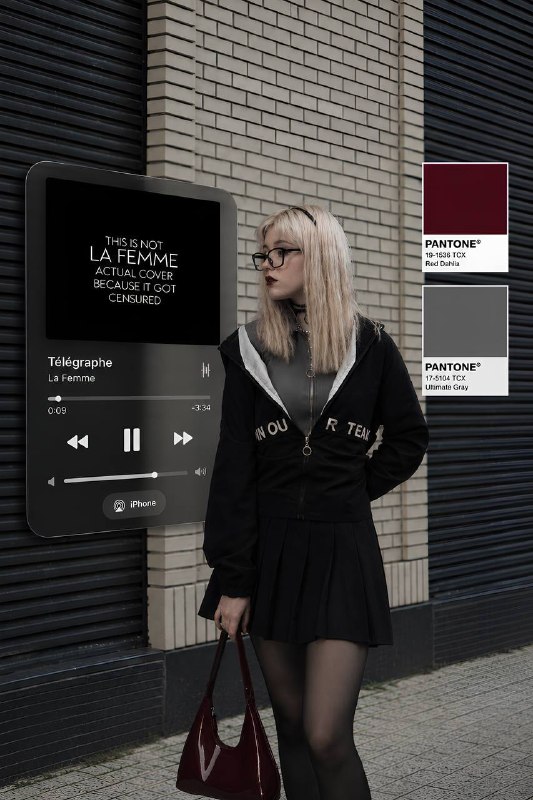 THIS IS NOT
LA FEMME
ACTUAL COVER
BECAUSE IT GOT
CENSURED
Télégraphe
La Femme
0:09
-3:34
iPhone
PANTONE®
19-1536 TCX
Red Dahlia
PANTONE®
17-5104 TCX
Ultimate Gray
IN OU R TEA